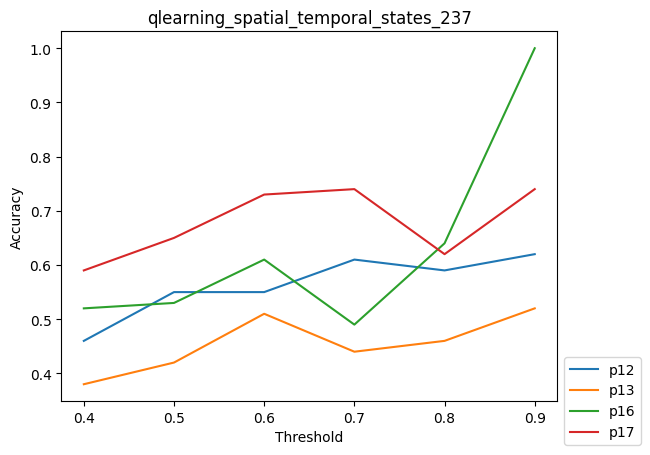 qlearning_spatial_temporal_states_237
1.0
0.9
0.8
0.7
0.6
0.5
0.4
Accuracy
0.4 0.5 0.6 0.7 0.8 0.9
Threshold
p12
p13
p16
p17